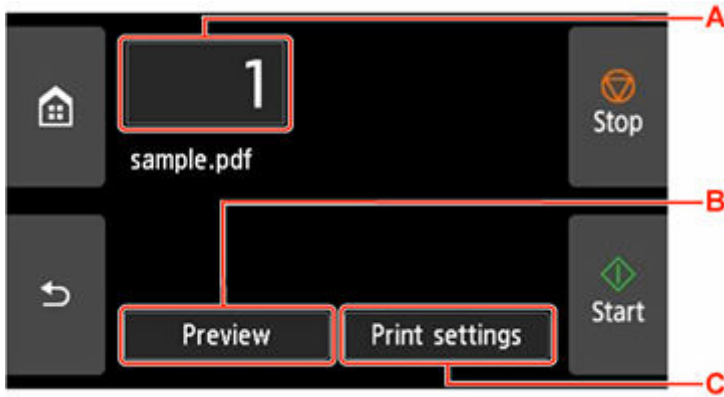 A
1
Stop
sample.pdf
B
Start
Preview
Print settings
C